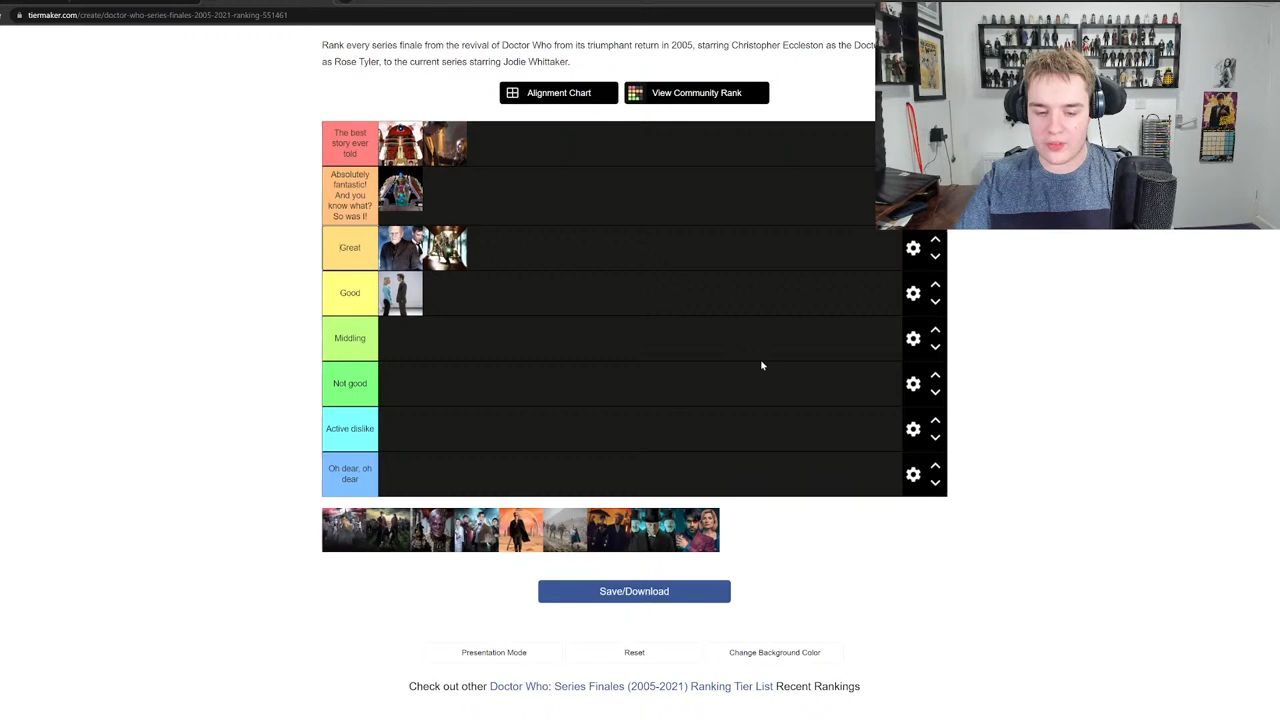 tiermaker.com/create/doctor-who-series-finales-2005-2021-ranking-551461
Rank every series finale from the revival of Doctor Who from its triumphant return in 2005, starring Christopher Eccleston as the Doct
as Rose Tyler, to the current series starring Jodie Whittaker.
Alignment Chart
View Community Rank
The best
story ever
told
Absolutely
fantastic!
And you
know what?
So was I!
Great
Good
Middling
Not good
Active dislike
Oh dear, oh
dear
Save/Download
Presentation Mode
Reset
Change Background Color
Check out other Doctor Who: Series Finales (2005-2021) Ranking Tier List Recent Rankings